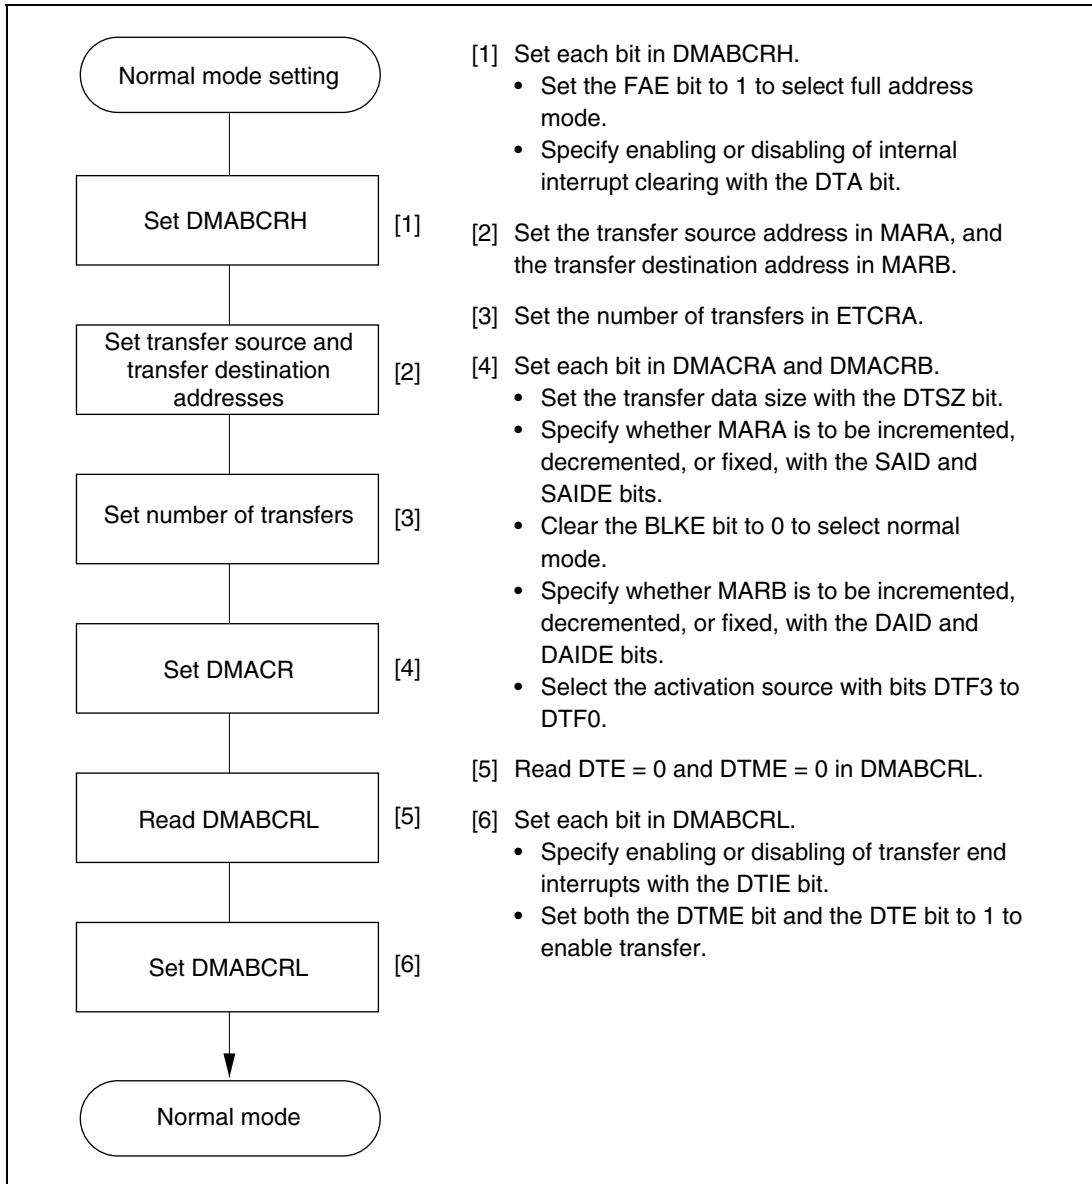 Normal mode setting
Set DMABCRH
[1]
Set transfer source and
transfer destination
addresses
[2]
Set number of transfers
[3]
Set DMACR
[4]
Read DMABCRL
[5]
Set DMABCRL
[6]
Normal mode
[1] Set each bit in DMABCRH.
• Set the FAE bit to 1 to select full address
mode.
• Specify enabling or disabling of internal
interrupt clearing with the DTA bit.
[2] Set the transfer source address in MARA, and
the transfer destination address in MARB.
[3] Set the number of transfers in ETCRA.
[4] Set each bit in DMACRA and DMACRB.
• Set the transfer data size with the DTSZ bit.
• Specify whether MARA is to be incremented,
decremented, or fixed, with the SAID and
SAIDE bits.
• Clear the BLKE bit to 0 to select normal
mode.
• Specify whether MARB is to be incremented,
decremented, or fixed, with the DAID and
DAIDE bits.
• Select the activation source with bits DTF3 to
DTF0.
[5] Read DTE = 0 and DTME = 0 in DMABCRL.
[6] Set each bit in DMABCRL.
• Specify enabling or disabling of transfer end
interrupts with the DTIE bit.
• Set both the DTME bit and the DTE bit to 1 to
enable transfer.